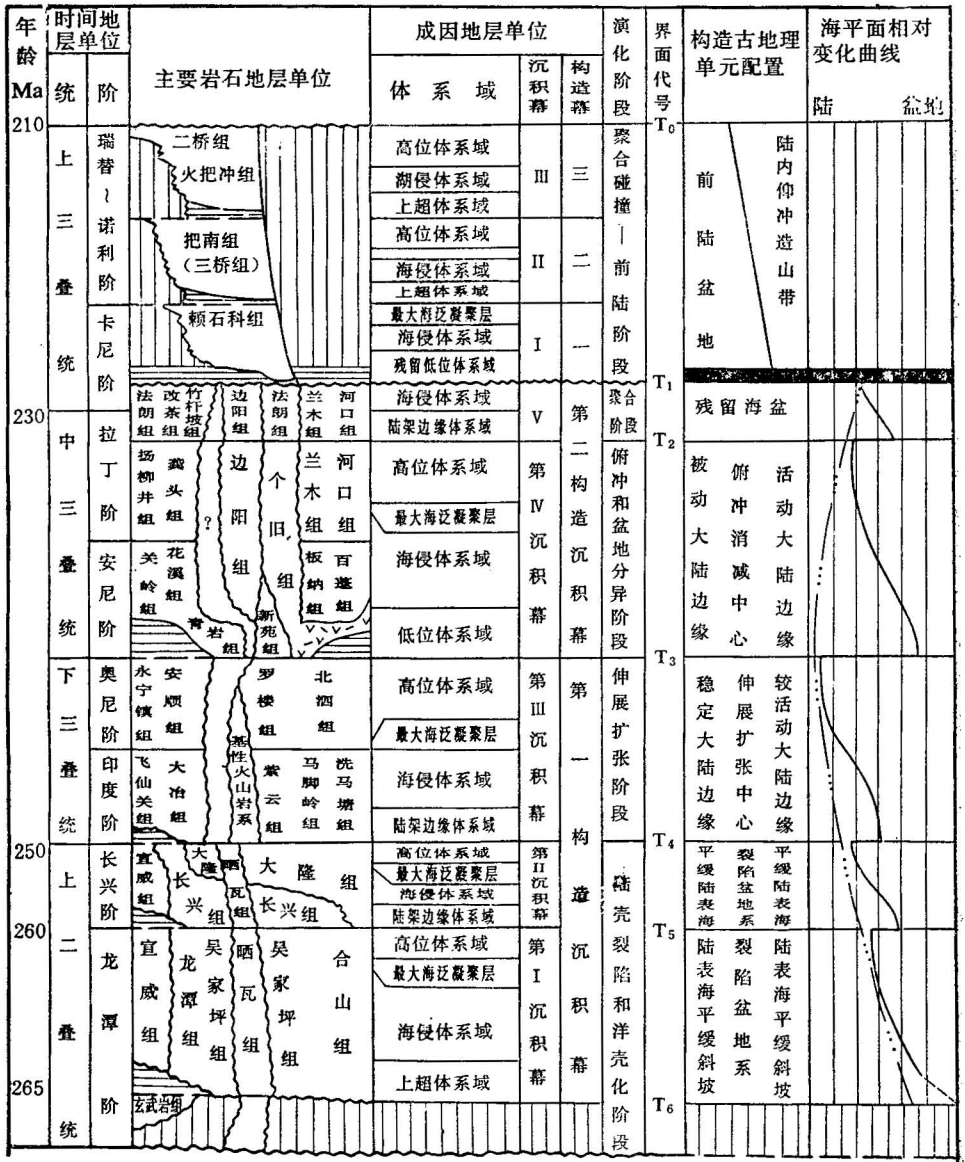 年龄 Ma
时间地层单位
统
阶
主要岩石地层单位
成因地层单位
体系域
沉积幕
构造幕
演化阶段
界面代号
构造古地理单元配置
海平面相对变化曲线
陆 盆地
210
230
250
260
265
上三叠统
中三叠统
下三叠统
上二叠统
瑞替~诺利阶
卡尼阶
拉丁阶
安尼阶
奥尼阶
印度阶
长兴阶
龙潭阶
二桥组
火把冲组
把南组
(三桥组)
赖石科组
法郎组
改茶组
竹杆坡组
边阳组
法朗组
兰木组
河口组
扬柳井组
龚头组
?
边阳组
个旧组
兰木组
河口组
关岭组
花溪组
青岩组
新苑组
板纳组
百蓬组
永宁镇组
安顺组
罗楼组
北泗组
飞仙关组
大冶组
基性火山岩系
紫云组
马脚岭组
洗马塘组
宣威组
长兴组
大隆
晒瓦组
大隆组
长兴组
宣威组
龙潭组
吴家坪组
晒瓦组
吴家坪组
合山组
玄武岩组
高位体系域
湖侵体系域
上超体系域
高位体系域
海侵体系域
上超体系域
最大海泛凝聚层
海侵体系域
残留低位体系域
海侵体系域
陆架边缘体系域
高位体系域
最大海泛凝聚层
海侵体系域
低位体系域
高位体系域
最大海泛凝聚层
海侵体系域
陆架边缘体系域
高位体系域
最大海泛凝聚层
海侵体系域
陆架边缘体系域
高位体系域
最大海泛凝聚层
海侵体系域
上超体系域
III
II
I
V
第IV沉积幕
第III沉积幕
第II沉积幕
第I沉积幕
三
二
一
第二构造沉积幕
第一构造沉积幕
聚合碰撞—前陆阶段
聚合阶段
俯冲和盆地分异阶段
伸展扩张阶段
陆壳裂陷和洋壳化阶段
T0
T1
T2
T3
T4
T5
T6
前陆盆地
陆内仰冲造山带
残留海盆
被动大陆边缘
俯冲消减中心
活动大陆边缘
稳定大陆边缘
伸展扩张中心
较活动大陆边缘
平缓陆表海
裂陷盆地系
平缓陆表海
陆表海平缓斜坡
裂陷盆地系
陆表海平缓斜坡